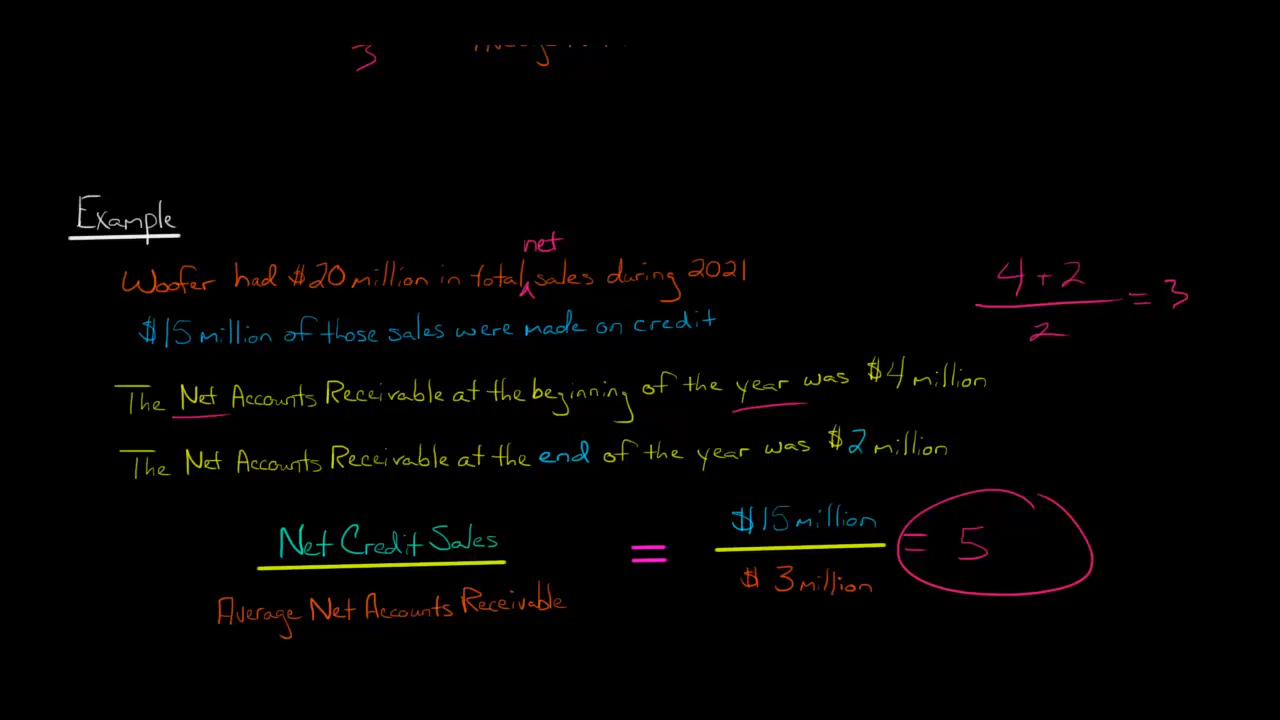 3
Example
net
Woofer had $20 million in total sales during 2021
$15 million of those sales were made on credit
4 + 2
2
= 3
The Net Accounts Receivable at the beginning of the year was $4 million
The Net Accounts Receivable at the end of the year was $2 million
Net Credit Sales
Average Net Accounts Receivable
=
$15 million
$3 million
= 5